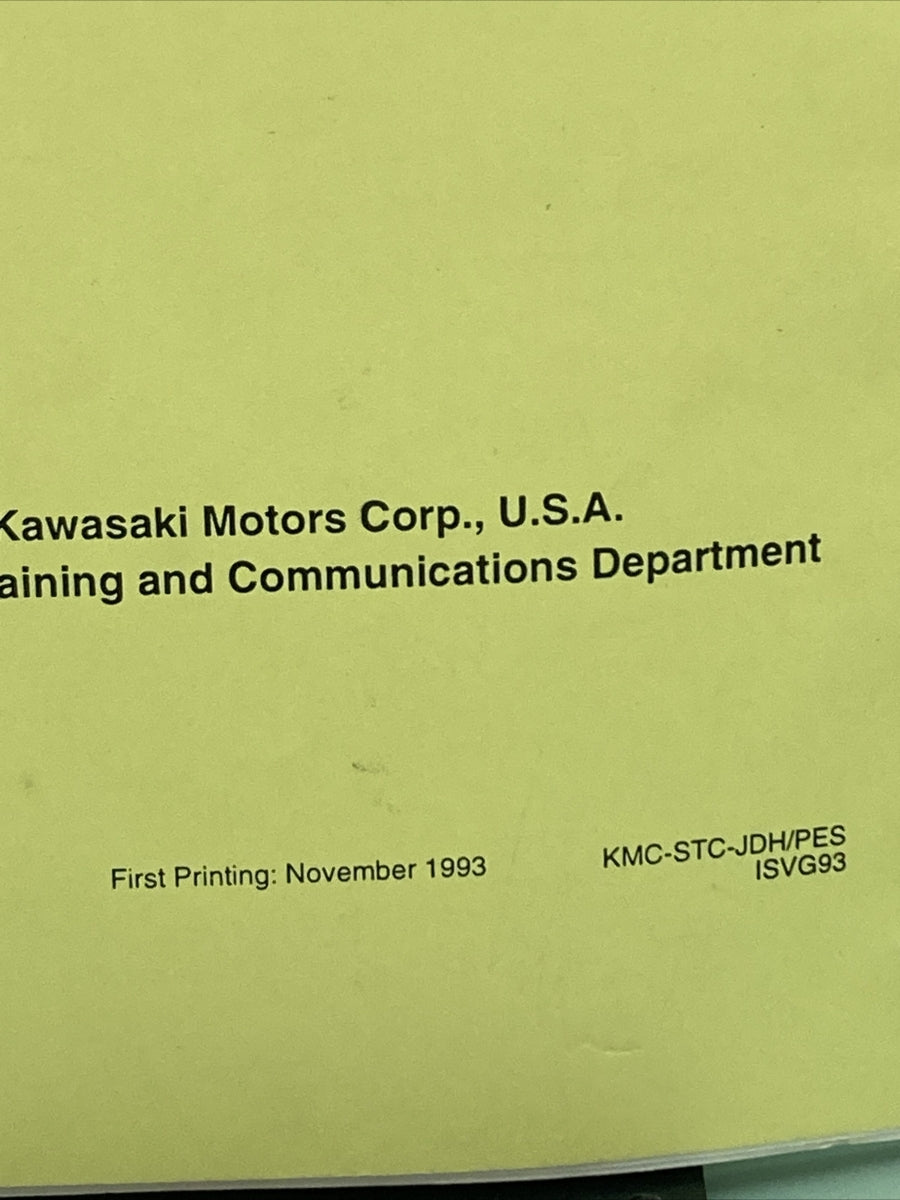 Kawasaki Motors Corp., U.S.A.
aining and Communications Department
First Printing: November 1993
KMC-STC-JDH/PES
ISVG93